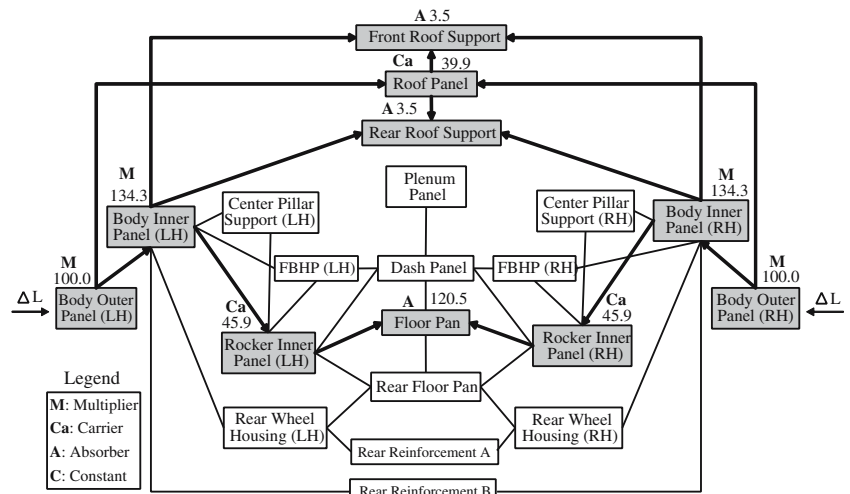 A 3.5
Front Roof Support
Ca
39.9
Roof Panel
A 3.5
Rear Roof Support
M
134.3
Body Inner
Panel (LH)
Center Pillar
Support (LH)
Plenum
Panel
Center Pillar
Support (RH)
M
134.3
Body Inner
Panel (RH)
M
100.0
Body Outer
Panel (LH)
ΔL
FBHP (LH)
Dash Panel
FBHP (RH)
M
100.0
Body Outer
Panel (RH)
ΔL
Ca
45.9
Rocker Inner
Panel (LH)
A
120.5
Floor Pan
Ca
45.9
Rocker Inner
Panel (RH)
Rear Floor Pan
Rear Wheel
Housing (LH)
Rear Wheel
Housing (RH)
Rear Reinforcement A
Rear Reinforcement B
Legend
M: Multiplier
Ca: Carrier
A: Absorber
C: Constant